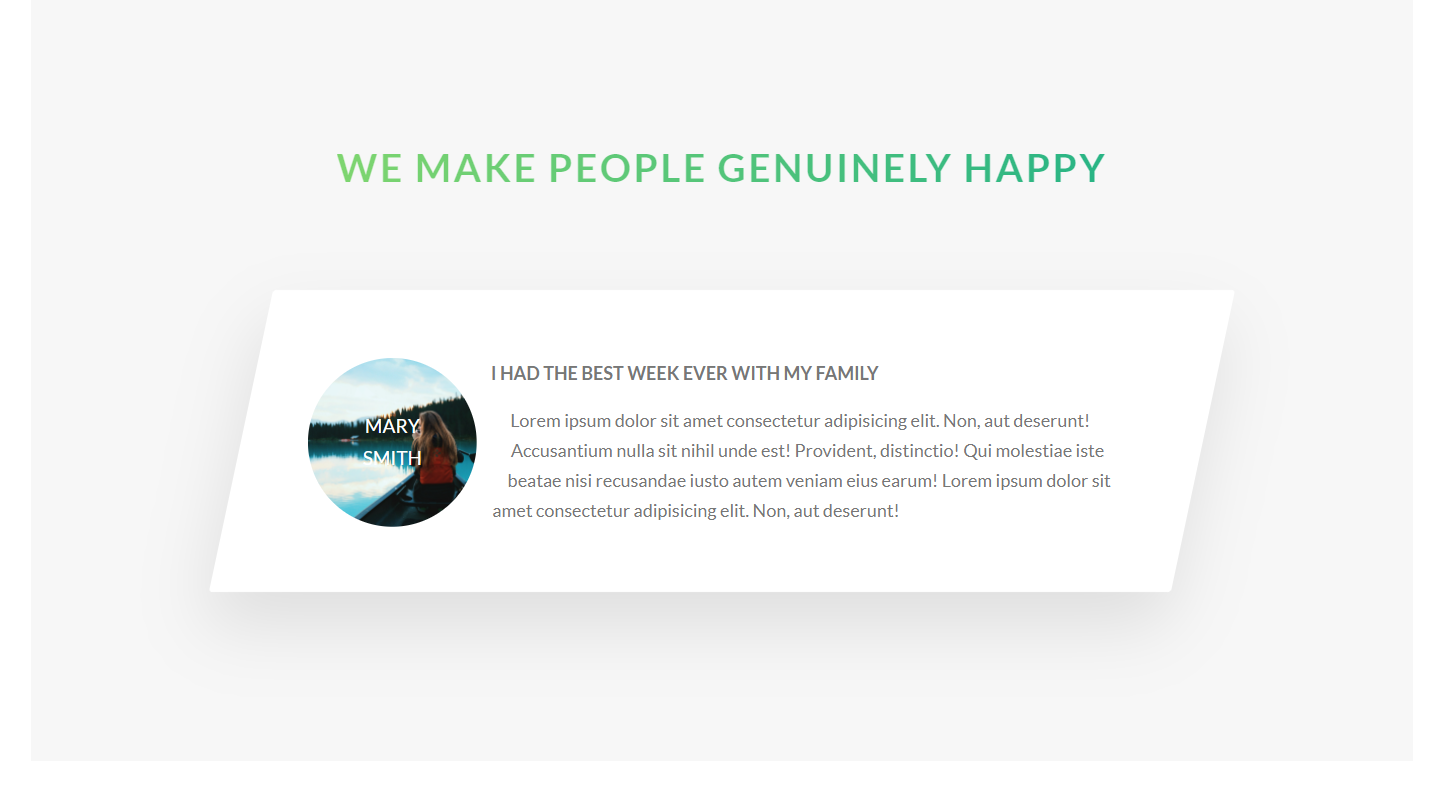 WE MAKE PEOPLE GENUINELY HAPPY
MARY
SMITH
I HAD THE BEST WEEK EVER WITH MY FAMILY
Lorem ipsum dolor sit amet consectetur adipisicing elit. Non, aut deserunt!
Accusantium nulla sit nihil unde est! Provident, distinctio! Qui molestiae iste
beatae nisi recusandae iusto autem veniam eius earum! Lorem ipsum dolor sit
amet consectetur adipisicing elit. Non, aut deserunt!